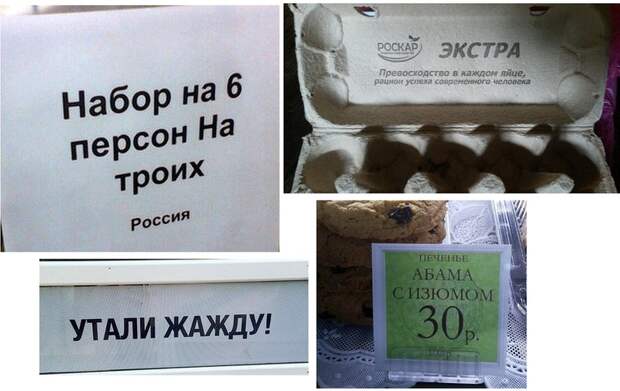 Набор на 6
персон На
троих
Россия
РОСКАР
ЭКСТРА
Превосходство в каждом яйце,
рацион успеха современного человека
УТАЛИ ЖАЖДУ!
ПЕЧЕНЬЕ
АБАМА
С ИЗЮМОМ
30р.